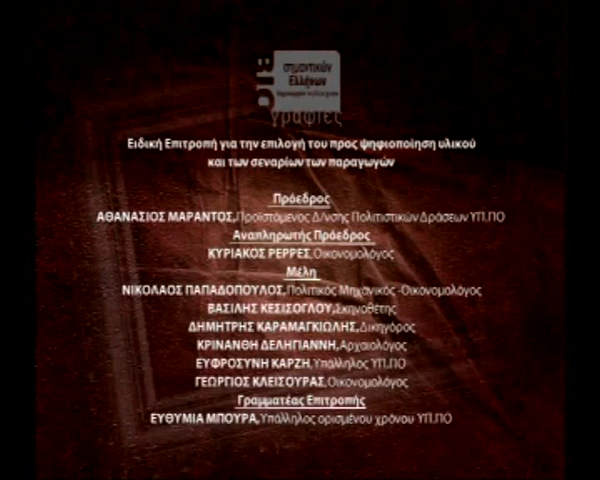 βιο
σημαντικών
Ελλήνων
γραφίες
Ειδική Επιτροπή για την επιλογή του προς ψηφιοποίηση υλικού
και των σεναρίων των παραγωγών
Πρόεδρος
ΑΘΑΝΑΣΙΟΣ ΜΑΡΑΝΤΟΣ,Προϊστάμενος Δ/νσης Πολιτιστικών Δράσεων ΥΠ.ΠΟ
Αναπληρωτής Πρόεδρος
ΚΥΡΙΑΚΟΣ ΡΕΡΡΕΣ,Οικονομολόγος
Μέλη
ΝΙΚΟΛΑΟΣ ΠΑΠΑΔΟΠΟΥΛΟΣ,Πολιτικός Μηχανικός -Οικονομολόγος
ΒΑΣΙΛΗΣ ΚΕΣΙΣΟΓΛΟΥ,Σκηνοθέτης
ΔΗΜΗΤΡΗΣ ΚΑΡΑΜΑΓΚΙΩΛΗΣ,Δικηγόρος
ΚΡΙΝΑΝΘΗ ΔΕΛΗΓΙΑΝΝΗ,Αρχαιολόγος
ΕΥΦΡΟΣΥΝΗ ΚΑΡΖΗ,Υπάλληλος ΥΠ.ΠΟ
ΓΕΩΡΓΙΟΣ ΚΛΕΙΣΟΥΡΑΣ,Οικονομολόγος
Γραμματέας Επιτροπής
ΕΥΘΥΜΙΑ ΜΠΟΥΡΑ,Υπάλληλος ορισμένου χρόνου ΥΠ.ΠΟ